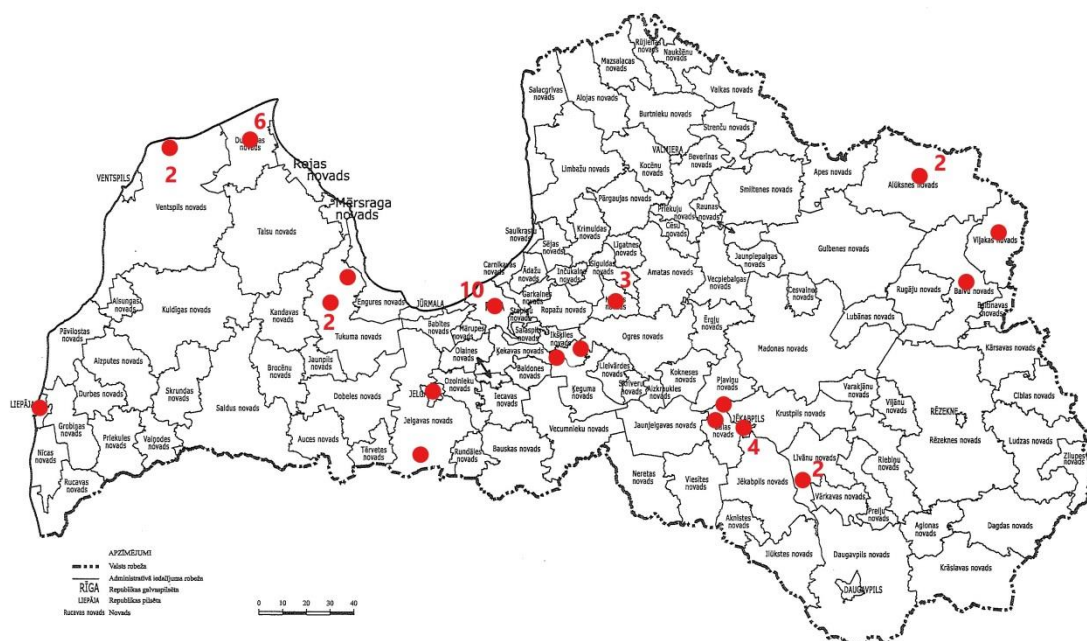 Rūjienas
novads
Naukšēnu
novads
Mazsalacas
novads
Salacgrīvas
novads
Alojas novads
Valkas novads
Burtnieku novads
Strenču novads
6
novads
2
VENTSPILS
Ventspils novads
Rojas
novads
Mērsraga
novads
Talsu novads
VALMIERA
Limbažu novads
Kocēnu
novads
Beverīnas
novads
Smiltenes novads
Apes novads
2
Alūksnes novads
Pārgaujas novads
Priekuļu
novads
Raunas
novads
Cēsu
novads
Viļakas novads
Saulkrastu
novads
Sējas
novads
Krimuldas
novads
Līgatnes
novads
Siguldas
novads
Amatas novads
Jaunpiebalgas
novads
Vecpiebalgas
novads
Gulbenes novads
Carnikavas
novads
Ādažu
novads
Inčukalna
novads
3
novads
Cesvaines
novads
Rugāju
novads
Balvu novads
Baltinavas
novads
10
Garkalnes
novads
Ropažu novads
Alsungas
novads
Kuldīgas novads
Kandavas
novads
2
Engures novads
Tukuma novads
JŪRMALA
Babītes
novads
Mārupes
novads
Stopiņu
novads
Salaspils
novads
Ikšķiles
Ogres novads
Ērgļu
novads
Madonas novads
Lubānas
novads
Kārsavas novads
Pāvilostas
novads
Aizputes novads
Durbes novads
Skrundas
novads
Brocēnu
novads
Jaunpils
novads
Olaines
novads
Ķekavas novads
Baldones
novads
Lielvārdes
novads
Skrīveru
novads
Aizkraukles
novads
Kokneses
novads
Pļaviņu
novads
Varakļānu
novads
Viļānu
novads
RĒZEKNE
Rēzeknes novads
Ciblas novads
Ludzas novads
Zilupes
novads
LIEPĀJA
Grobiņas
novads
Nīcas
novads
Priekules
novads
Vaiņodes
novads
Rucavas
novads
Saldus novads
Dobeles novads
Auces novads
Tērvetes
novads
Ozolnieku
novads
Jelgavas novads
Iecavas
novads
Rundāles
novads
Bauskas novads
Vecumnieku novads
Ķeguma
novads
Jaunjelgavas novads
novads
JĒKABPILS
4
Krustpils novads
Neretas
novads
Viesītes
novads
Jēkabpils novads
Līvānu novads
2
Vārkavas novads
Riebiņu
novads
Preiļu
novads
Aknīstes
novads
Ilūkstes novads
Daugavpils novads
DAUGAVPILS
Aglonas
novads
Krāslavas novads
Dagdas novads
APZĪMĒJUMI
Valsts robeža
Administratīvā iedalījuma robeža
RĪGA Republikas galvaspilsēta
LIEPĀJA Republikas pilsēta
Rucavas novads Novada
0 10 20 30 40